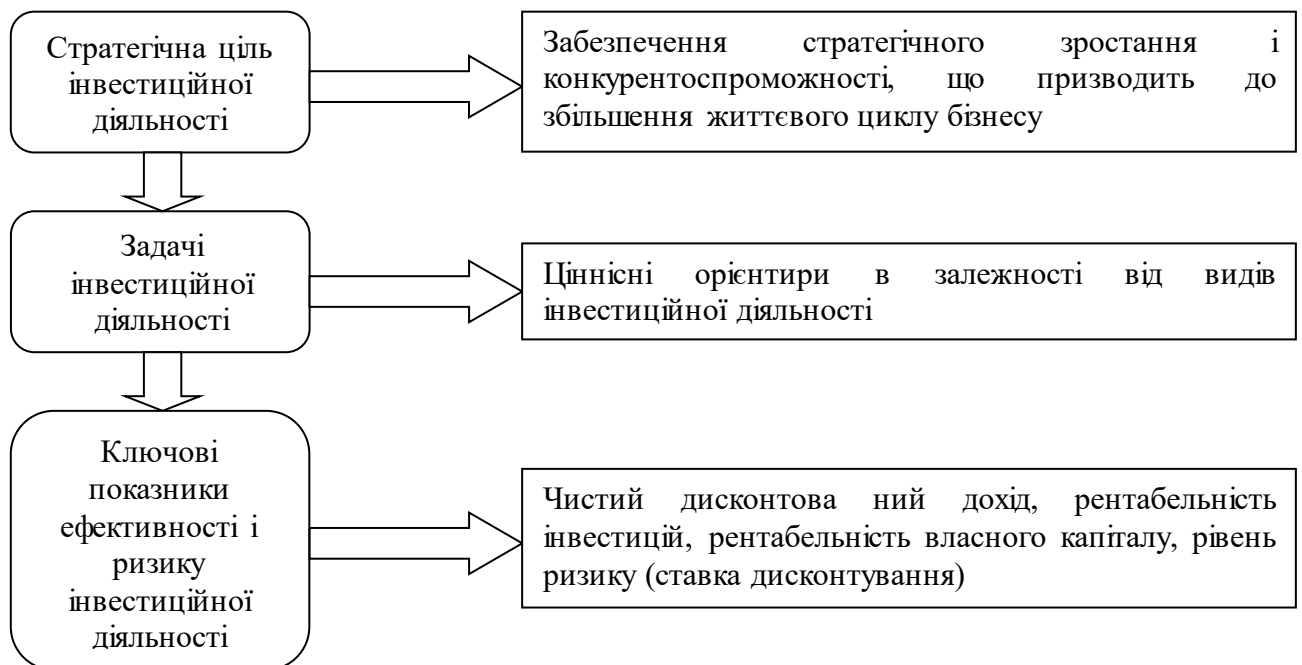 Стратегічна ціль
інвестиційної
діяльності
Забезпечення стратегічного зростання і
конкурентоспроможності, що призводить до
збільшення життєвого циклу бізнесу
Задачі
інвестиційної
діяльності
Ціннісні орієнтири в залежності від видів
інвестиційної діяльності
Ключові
показники
ефективності і
ризику
інвестиційної
діяльності
Чистий дисконтова ний дохід, рентабельність
інвестицій, рентабельність власного капіталу, рівень
ризику (ставка дисконтування)